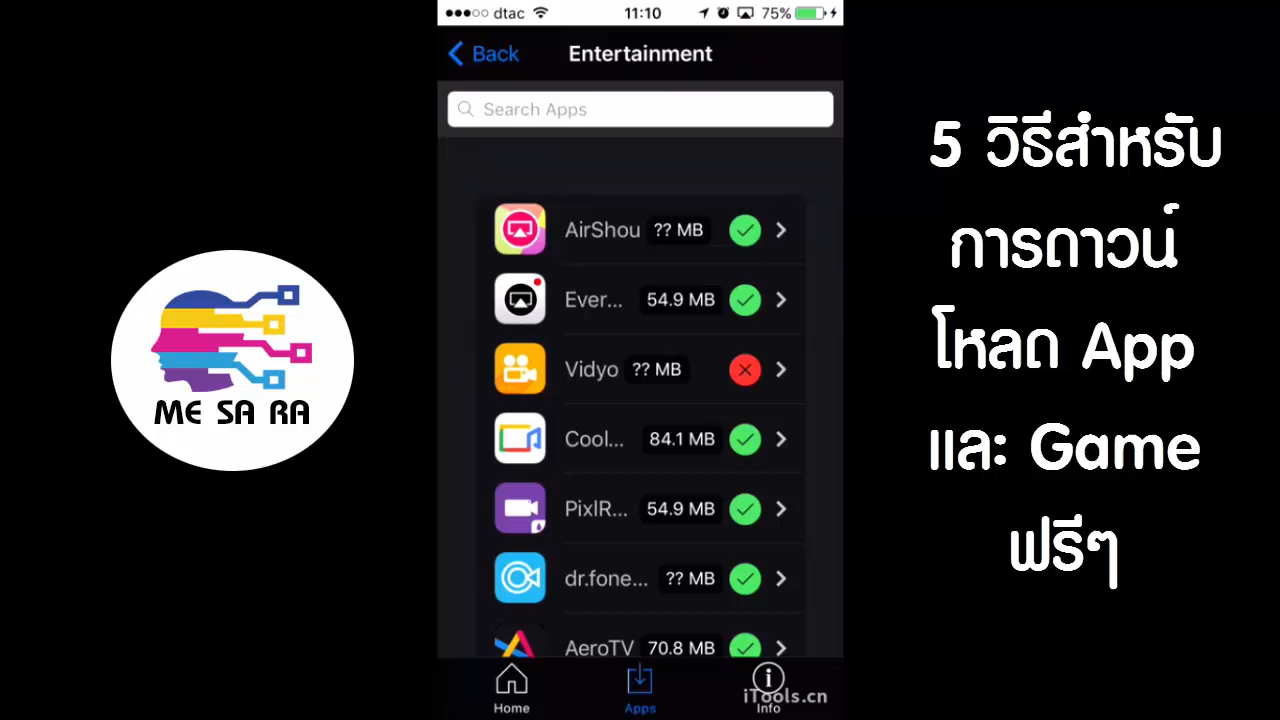 dtac 11:10 75%
Back Entertainment
Search Apps
AirShou ?? MB
Ever... 54.9 MB
Vidyo ?? MB
Cool... 84.1 MB
PixlR... 54.9 MB
dr.fone... ?? MB
AeroTV 70.8 MB
Home Apps Info
iTools.cn
ME SA RA
5 วิธีสำหรับ
การดาวน์
โหลด App
และ Game
ฟรีๆ